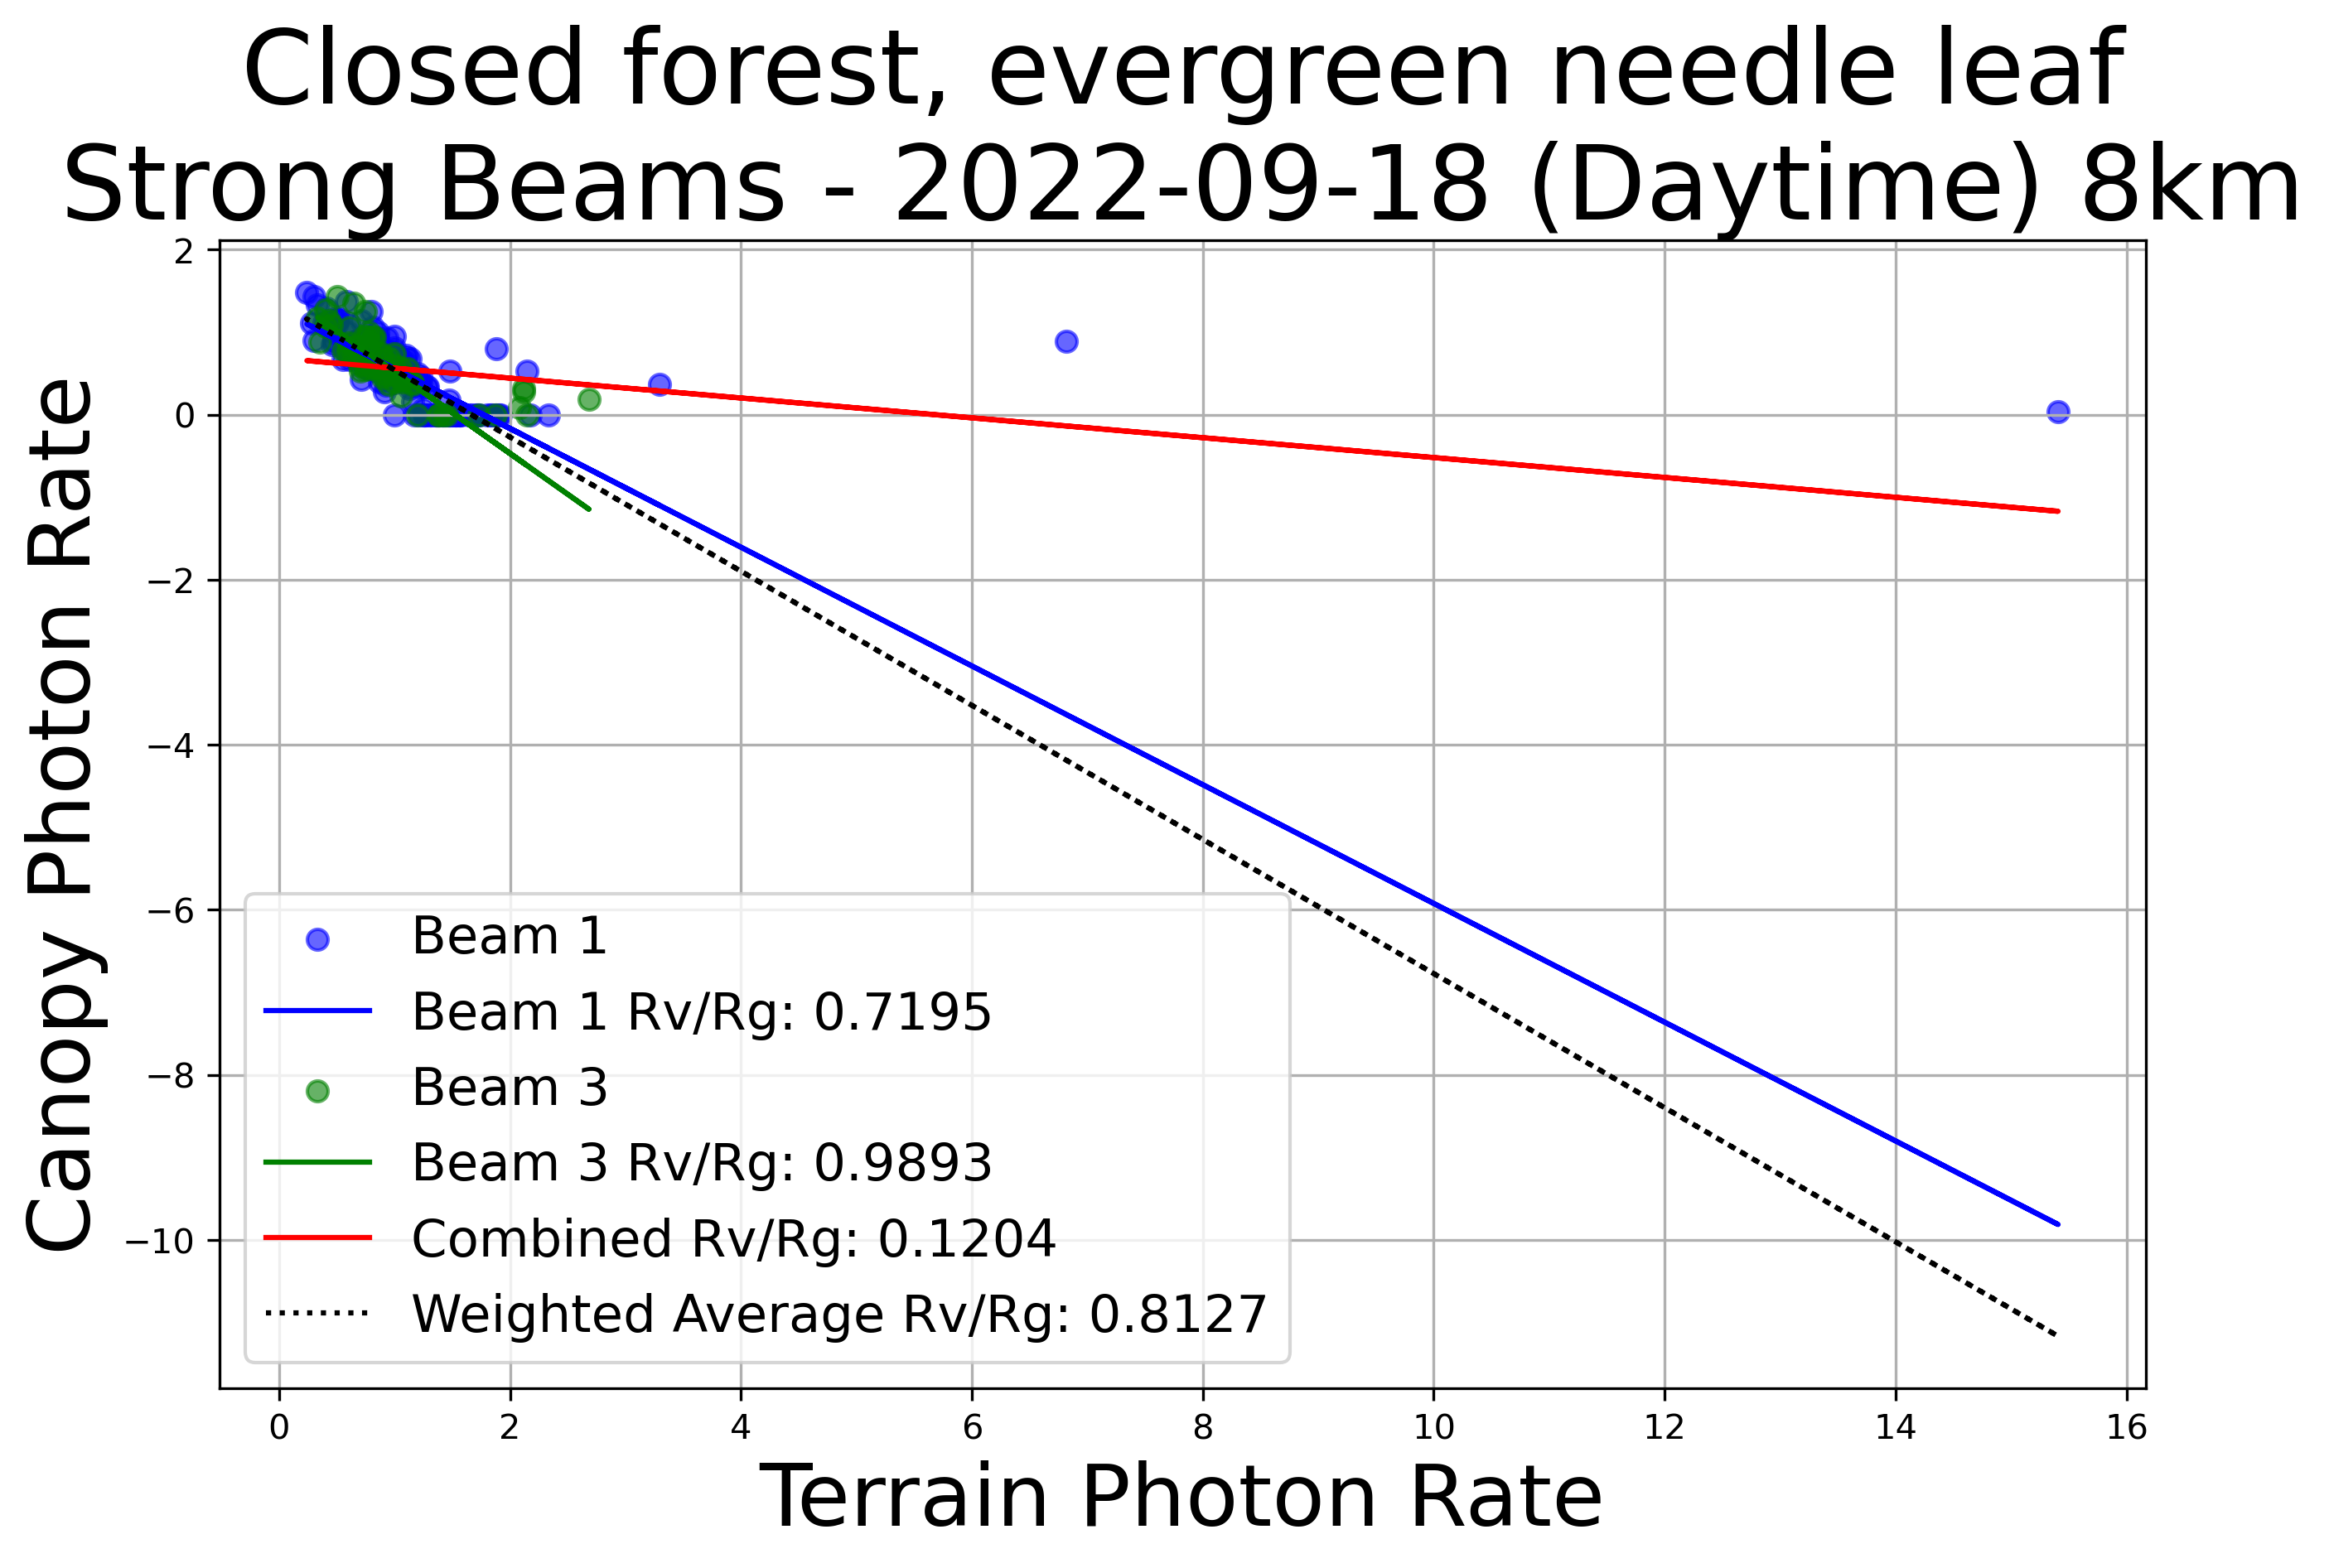 Closed forest, evergreen needle leaf
Strong Beams - 2022-09-18 (Daytime) 8km
Canopy Photon Rate
2
0
−2
−4
−6
−8
−10
Beam 1
Beam 1 Rv/Rg: 0.7195
Beam 3
Beam 3 Rv/Rg: 0.9893
Combined Rv/Rg: 0.1204
Weighted Average Rv/Rg: 0.8127
0 2 4 6 8 10 12 14 16
Terrain Photon Rate